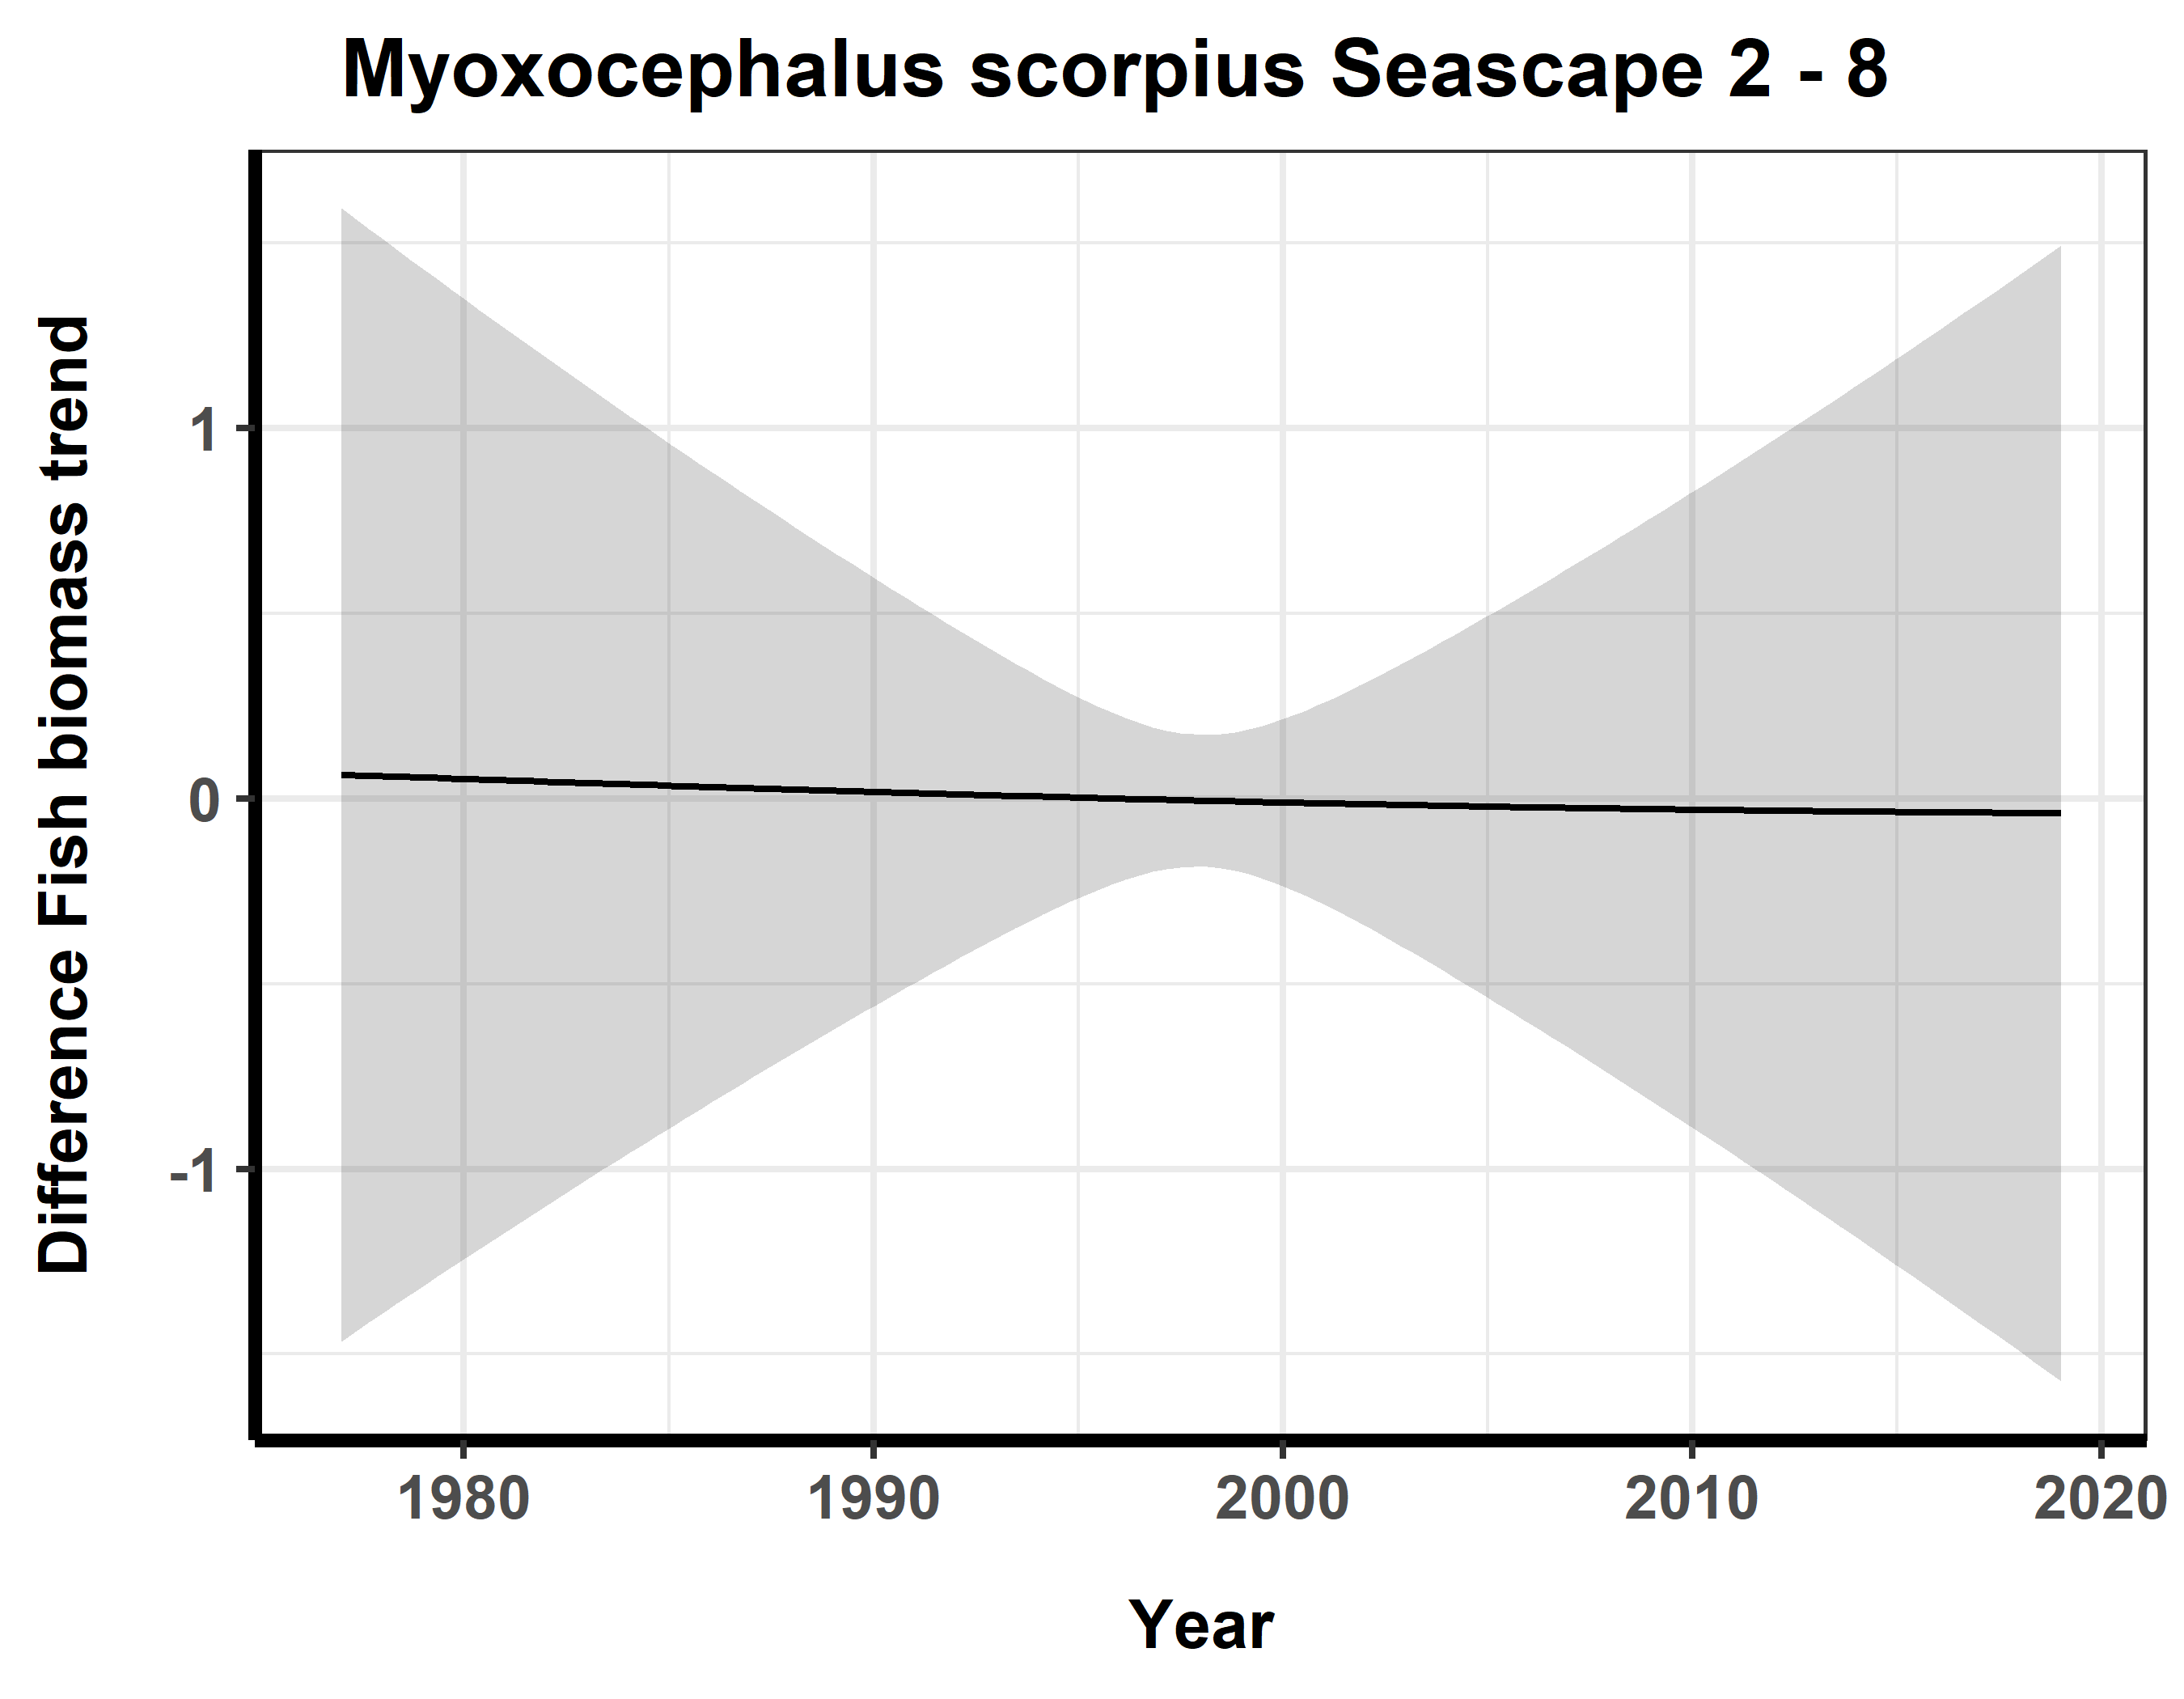 Myoxocephalus scorpius Seascape 2 - 8
Difference Fish biomass trend
1
0
-1
1980 1990 2000 2010 2020
Year